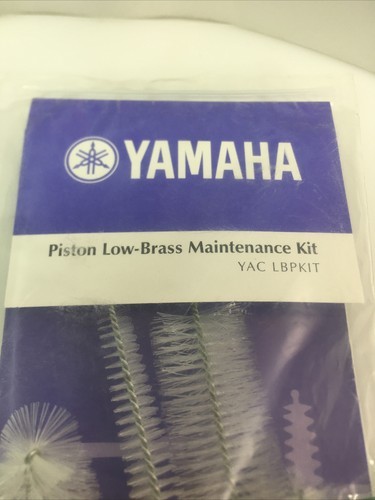 YAMAHA
Piston Low-Brass Maintenance Kit
YAC LBPKIT